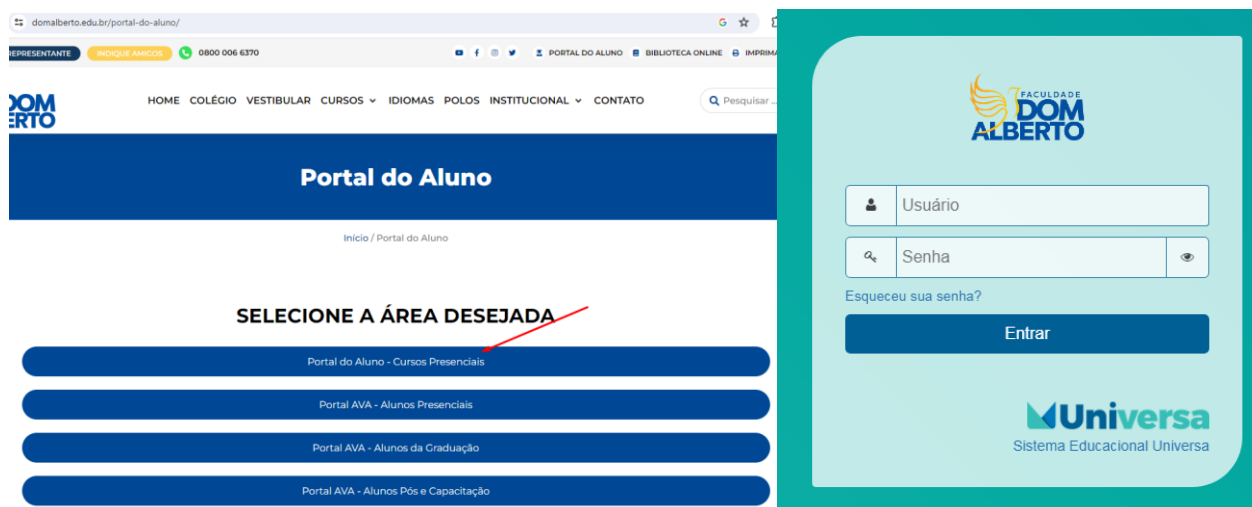 domalberto.edu.br/portal-do-aluno/
REPRESENTANTE INDIQUE AMIGOS 0800 006 6370 PORTAL DO ALUNO BIBLIOTECA ONLINE
DOM HOME COLÉGIO VESTIBULAR CURSOS IDIOMAS POLOS INSTITUCIONAL CONTATO Pesquisar ...
ERTO
Portal do Aluno
Início / Portal do Aluno
SELECIONE A ÁREA DESEJADA
Portal do Aluno - Cursos Presenciais
Portal AVA - Alunos Presenciais
Portal AVA - Alunos da Graduação
Portal AVA - Alunos Pós e Capacitação
FACULDADE
DOM
ALBERTO
Usuário
Senha
Esqueceu sua senha?
Entrar
Universa
Sistema Educacional Universa